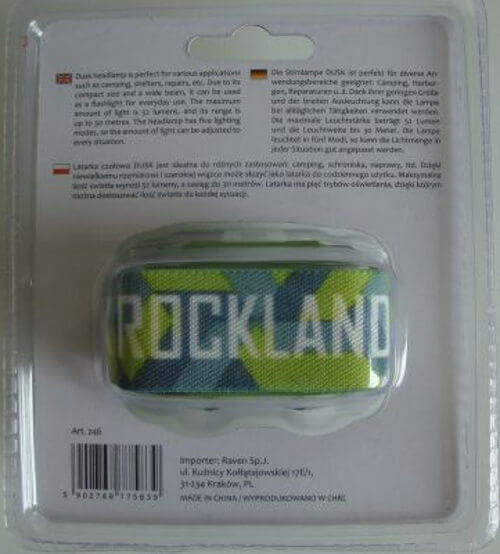 Dusk headlamp is perfect for various applications
such as camping, shelters, repairs, etc. Due to its
compact size and a wide beam, it can be used
as a flashlight for everyday use. The maximum
amount of light is 52 lumens, and its range is
up to 30 metres. The headlamp has five lighting
modes, so the amount of light can be adjusted to
every situation.
Die Stirnlampe DUSK ist perfekt für diverse An-
wendungsbereiche geeignet: Camping, Herber-
gen, Reparaturen u. ä. Dank ihrer geringen Größe
und der breiten Ausleuchtung kann die Lampe
bei alltäglichen Tätigkeiten verwendet werden.
Die maximale Leuchtstärke beträgt 52 Lumen
und die Leuchtweite bis 30 Meter. Die Lampe
leuchtet in fünf Modi, so kann die Lichtmenge in
jeder Situation gut angepasst werden.
Latarka czołowa DUSK jest idealna do różnych zastosowań: camping, schroniska, naprawy, itd. Dzięki
niewielkiemu rozmiarowi i szerokiej wiązce może służyć jako latarka do codziennego użytku. Maksymalna
ilość światła wynosi 52 lumeny, a zasięg do 30 metrów. Latarka ma pięć trybów oświetlenia, dzięki którym
można dostosować ilość światła do każdej sytuacji.
ROCKLAND
Art. 246
5 902768 175839
Importer: Raven Sp.J.
ul. Kuźnicy Kołłątajowskiej 17E/1,
31-234 Kraków, PL
MADE IN CHINA / WYPRODUKOWANO W CHRL